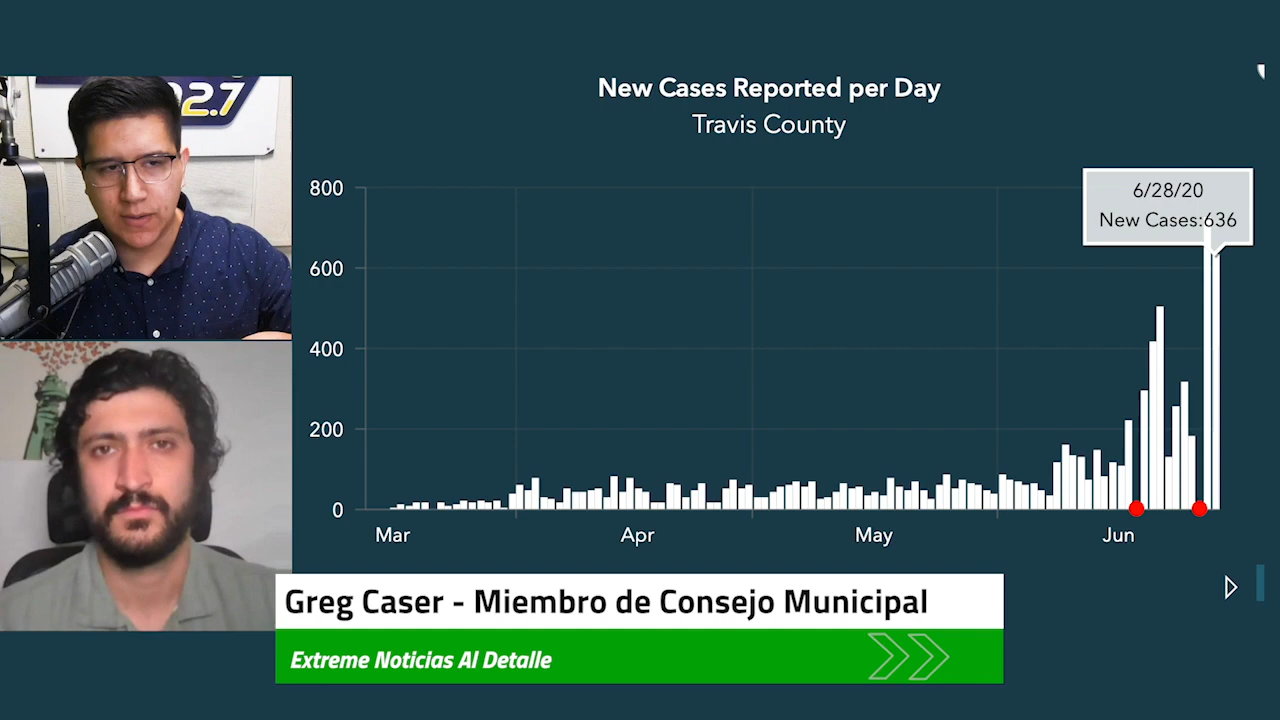 New Cases Reported per Day
Travis County
6/28/20
New Cases:636
800
600
400
200
0
Mar Apr May Jun
Greg Caser - Miembro de Consejo Municipal
Extreme Noticias Al Detalle